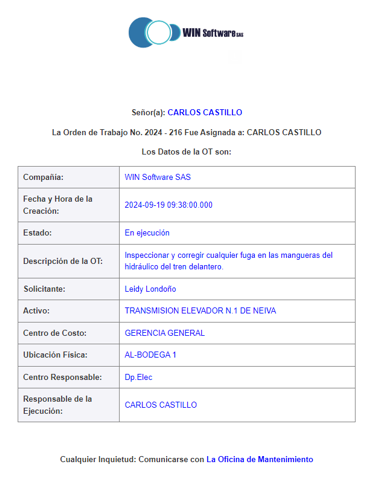 WIN Software SAS
Señor(a): CARLOS CASTILLO
La Orden de Trabajo No. 2024 - 216 Fue Asignada a: CARLOS CASTILLO
Los Datos de la OT son:
Compañía: WIN Software SAS
Fecha y Hora de la
Creación: 2024-09-19 09:38:00.000
Estado: En ejecución
Descripción de la OT: Inspeccionar y corregir cualquier fuga en las mangueras del
hidráulico del tren delantero.
Solicitante: Leidy Londoño
Activo: TRANSMISION ELEVADOR N.1 DE NEIVA
Centro de Costo: GERENCIA GENERAL
Ubicación Física: AL-BODEGA 1
Centro Responsable: Dp.Elec
Responsable de la
Ejecución: CARLOS CASTILLO
Cualquier Inquietud: Comunicarse con La Oficina de Mantenimiento